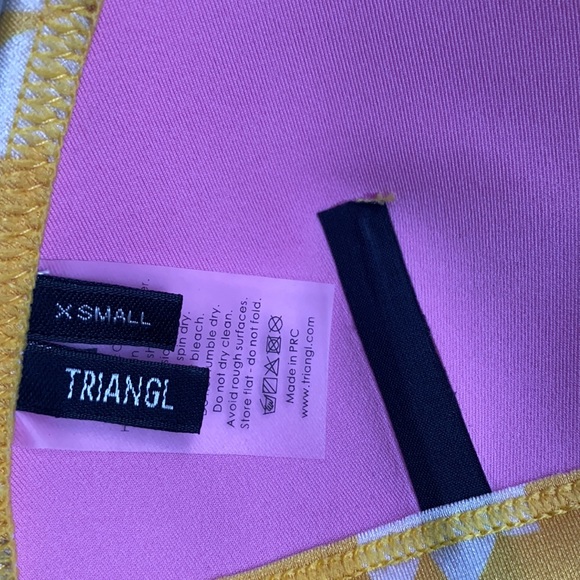 X SMALL
TRIANGL
spin dry.
bleach.
tumble dry.
Do not dry clean.
Avoid rough surfaces.
Store flat - do not fold.
Made in PRC
www.triangl.com